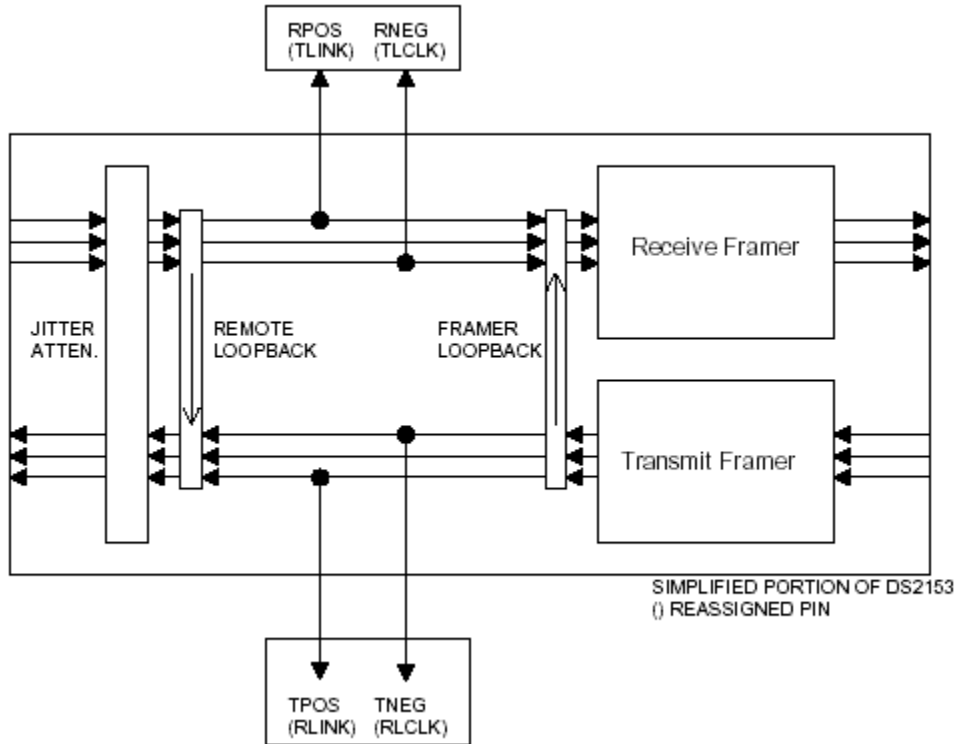 RPOS RNEG
(TLINK) (TLCLK)
Receive Framer
JITTER
ATTEN.
REMOTE
LOOPBACK
FRAMER
LOOPBACK
Transmit Framer
SIMPLIFIED PORTION OF DS2153
() REASSIGNED PIN
TPOS TNEG
(RLINK) (RLCLK)